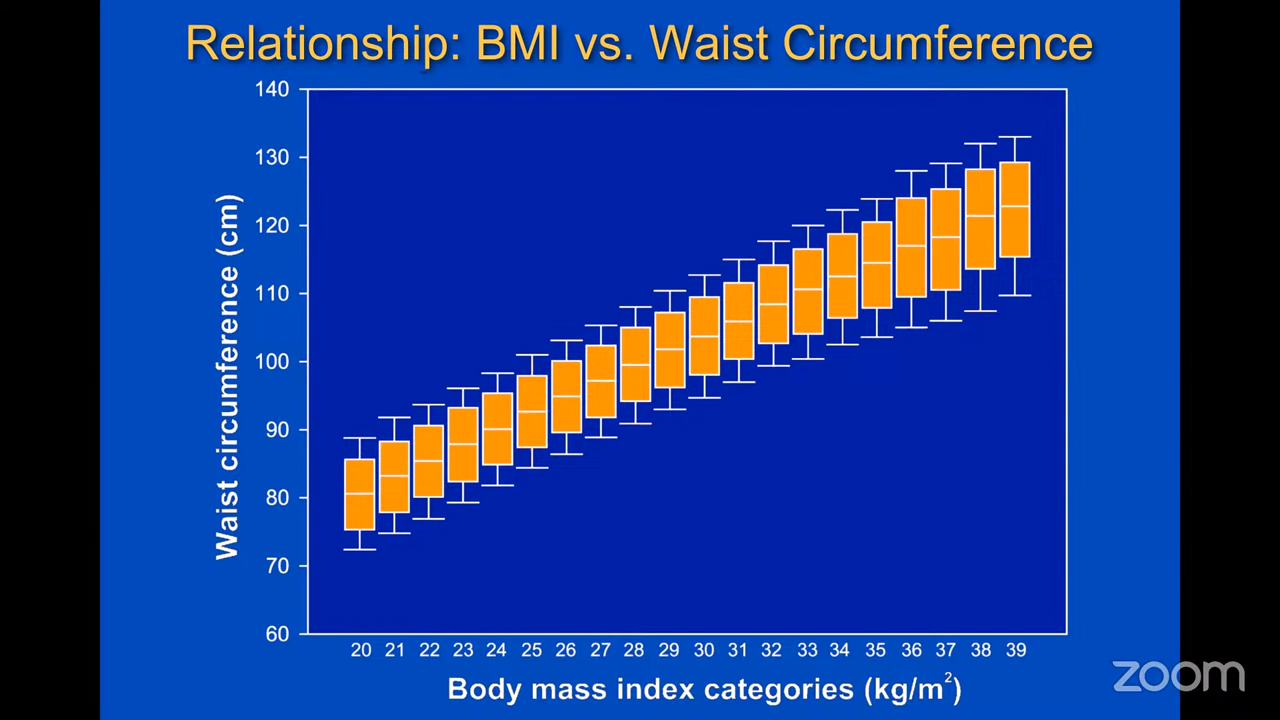 Relationship: BMI vs. Waist Circumference
140
130
120
110
100
90
80
70
60
Waist circumference (cm)
20 21 22 23 24 25 26 27 28 29 30 31 32 33 34 35 36 37 38 39
Body mass index categories (kg/m²)
zoom